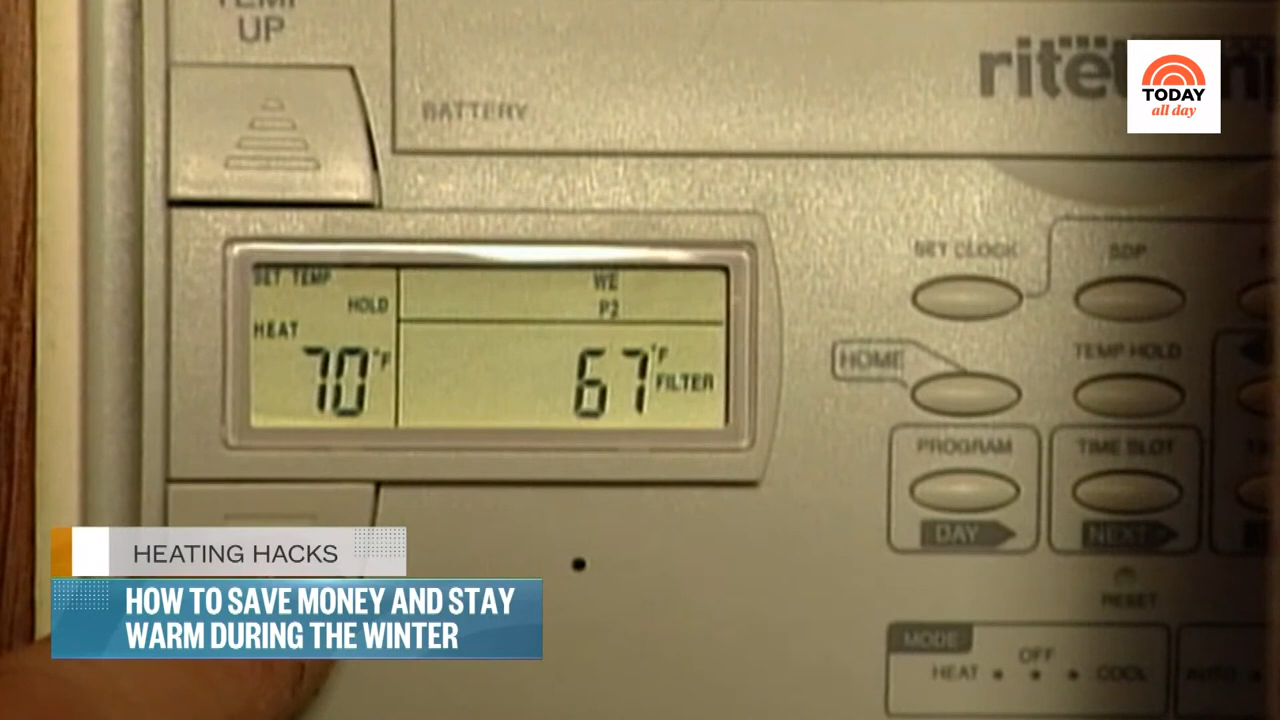 UP
BATTERY
TODAY
all day
SET TEMP
HOLD
HEAT
70°F
WE
P2
67°F
FILTER
SET CLOCK
SDP
HOME
TEMP HOLD
PROGRAM
TIME SLOT
DAY
NEXT
RESET
MODE
HEAT OFF COOL
HEATING HACKS
HOW TO SAVE MONEY AND STAY
WARM DURING THE WINTER